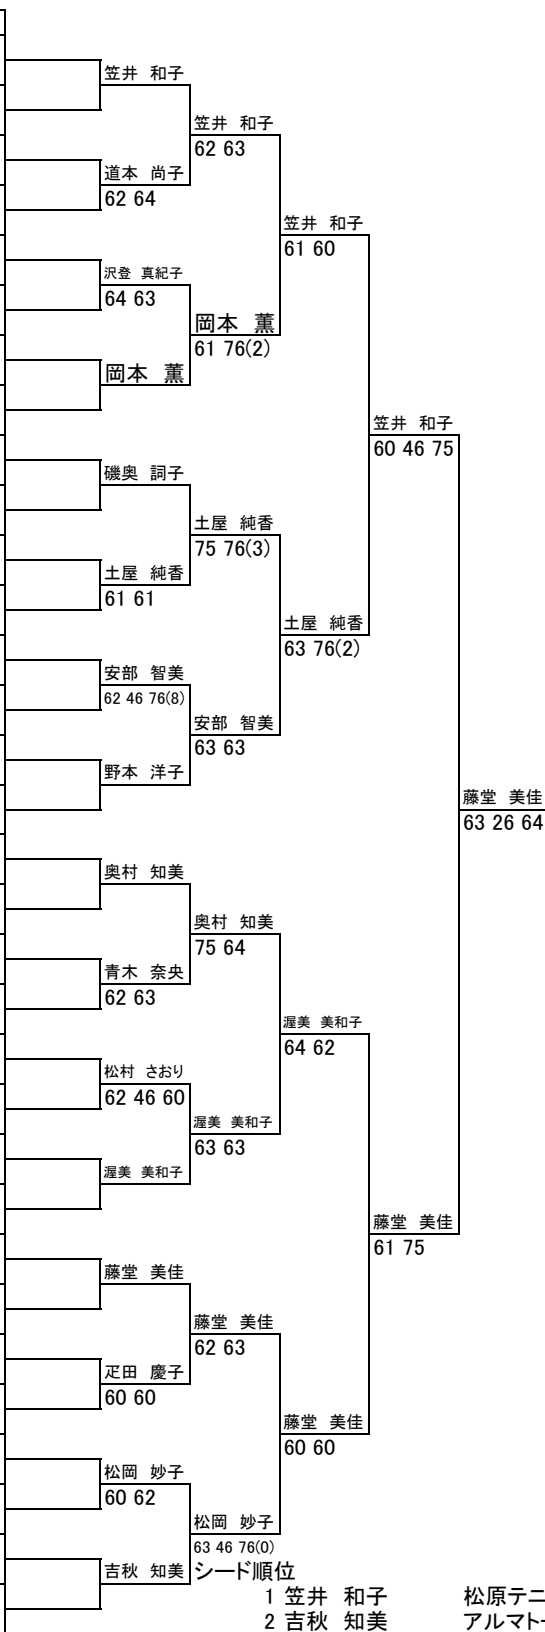 笠井 和子
笠井 和子
62 63
道本 尚子
62 64
笠井 和子
61 60
沢登 真紀子
64 63
岡本 薫
61 76(2)
岡本 薫
笠井 和子
60 46 75
磯奥 詞子
土屋 純香
75 76(3)
土屋 純香
61 61
土屋 純香
63 76(2)
安部 智美
62 46 76(8)
安部 智美
63 63
野本 洋子
藤堂 美佳
63 26 64
奥村 知美
奥村 知美
75 64
青木 奈央
62 63
渥美 美和子
64 62
松村 さおり
62 46 60
渥美 美和子
63 63
渥美 美和子
藤堂 美佳
61 75
藤堂 美佳
藤堂 美佳
62 63
疋田 慶子
60 60
藤堂 美佳
60 60
松岡 妙子
60 62
松岡 妙子
63 46 76(0)
吉秋 知美
シード順位
1 笠井 和子 松原テニ
2 吉秋 知美 アルマト